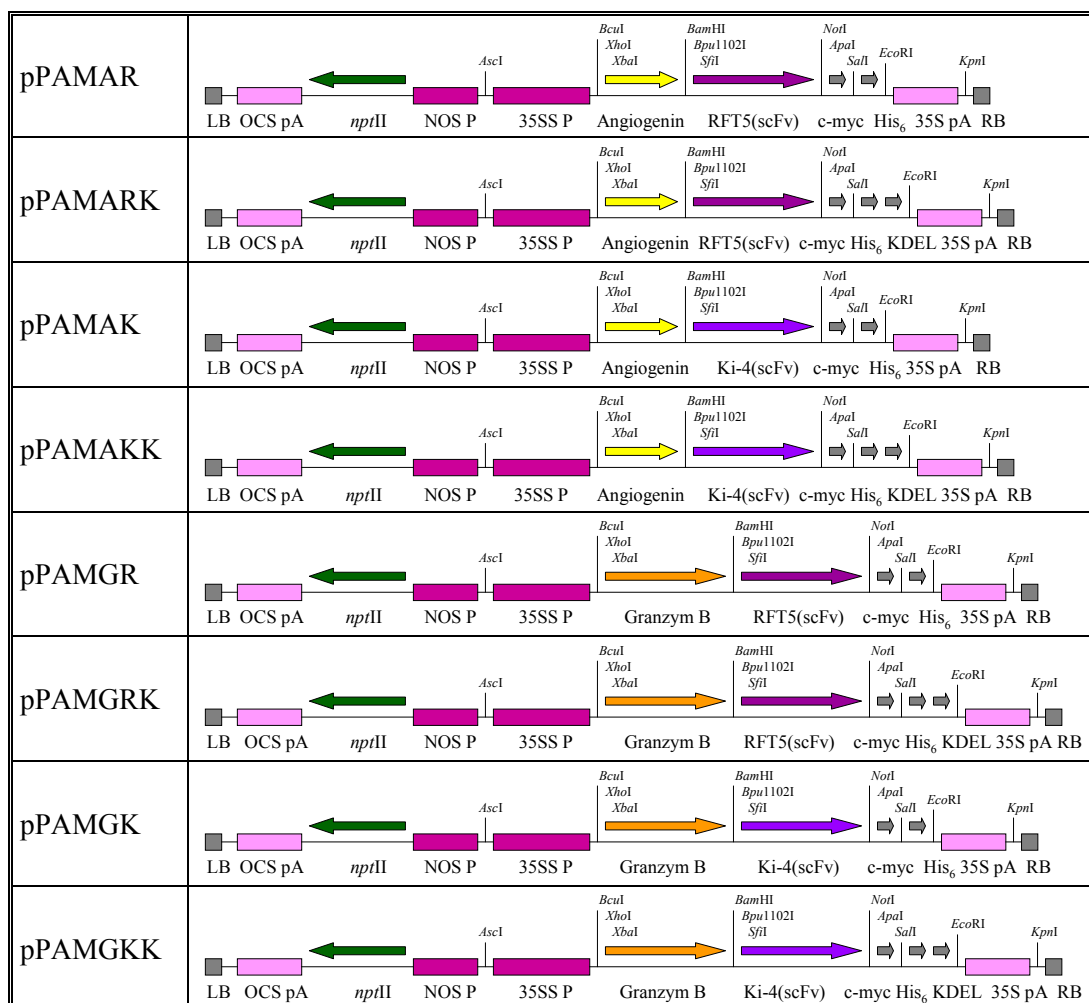 BcuI BamHI NotI
XhoI Bpu1102I ApaI EcoRI
AscI XbaI SfiI SalI KpnI
pPAMAR
LB OCS pA nptII NOS P 35SS P Angiogenin RFT5(scFv) c-myc His6 35S pA RB
BcuI BamHI NotI
XhoI Bpu1102I ApaI EcoRI
AscI XbaI SfiI SalI KpnI
pPAMARK
LB OCS pA nptII NOS P 35SS P Angiogenin RFT5(scFv) c-myc His6 KDEL 35S pA RB
BcuI BamHI NotI
XhoI Bpu1102I ApaI EcoRI
AscI XbaI SfiI SalI KpnI
pPAMAK
LB OCS pA nptII NOS P 35SS P Angiogenin Ki-4(scFv) c-myc His6 35S pA RB
BcuI BamHI NotI
XhoI Bpu1102I ApaI EcoRI
AscI XbaI SfiI SalI KpnI
pPAMAKK
LB OCS pA nptII NOS P 35SS P Angiogenin Ki-4(scFv) c-myc His6 KDEL 35S pA RB
BcuI BamHI NotI
XhoI Bpu1102I ApaI EcoRI
AscI XbaI SfiI SalI KpnI
pPAMGR
LB OCS pA nptII NOS P 35SS P Granzym B RFT5(scFv) c-myc His6 35S pA RB
BcuI BamHI NotI
XhoI Bpu1102I ApaI EcoRI
AscI XbaI SfiI SalI KpnI
pPAMGRK
LB OCS pA nptII NOS P 35SS P Granzym B RFT5(scFv) c-myc His6 KDEL 35S pA RB
BcuI BamHI NotI
XhoI Bpu1102I ApaI EcoRI
AscI XbaI SfiI SalI KpnI
pPAMGK
LB OCS pA nptII NOS P 35SS P Granzym B Ki-4(scFv) c-myc His6 35S pA RB
BcuI BamHI NotI
XhoI Bpu1102I ApaI EcoRI
AscI XbaI SfiI SalI KpnI
pPAMGKK
LB OCS pA nptII NOS P 35SS P Granzym B Ki-4(scFv) c-myc His6 KDEL 35S pA RB